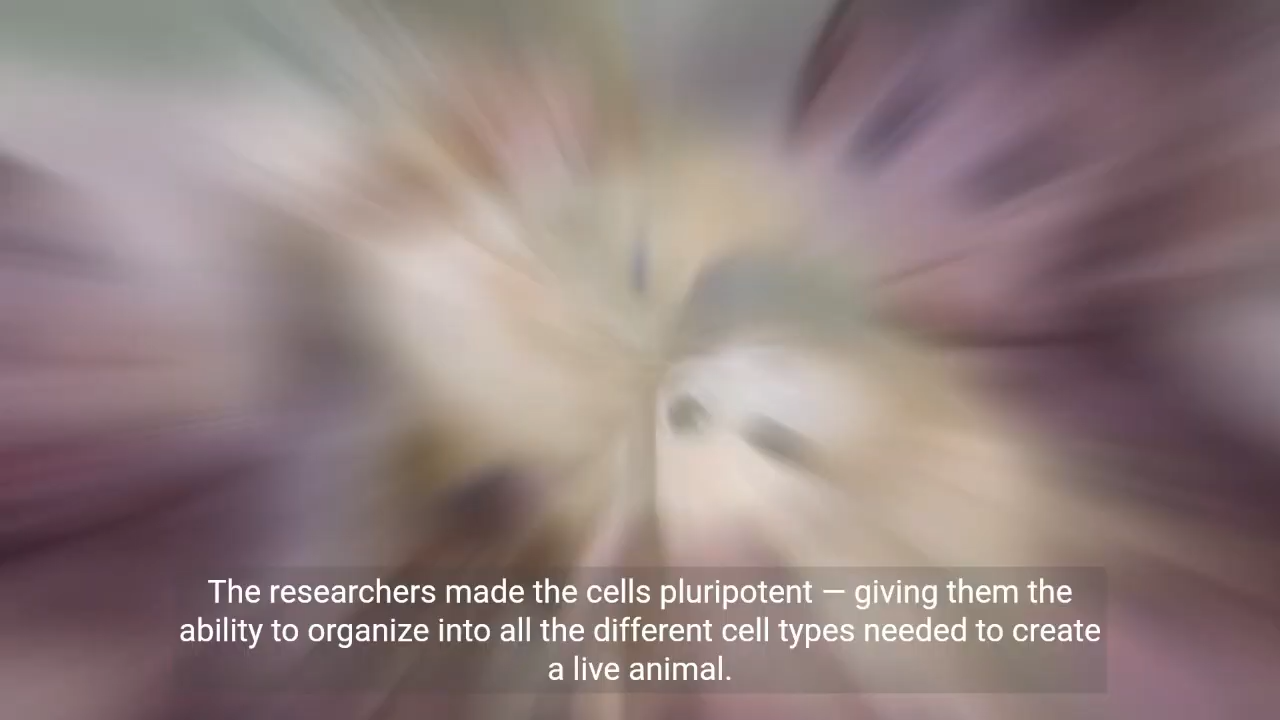 The researchers made the cells pluripotent — giving them the
ability to organize into all the different cell types needed to create
a live animal.